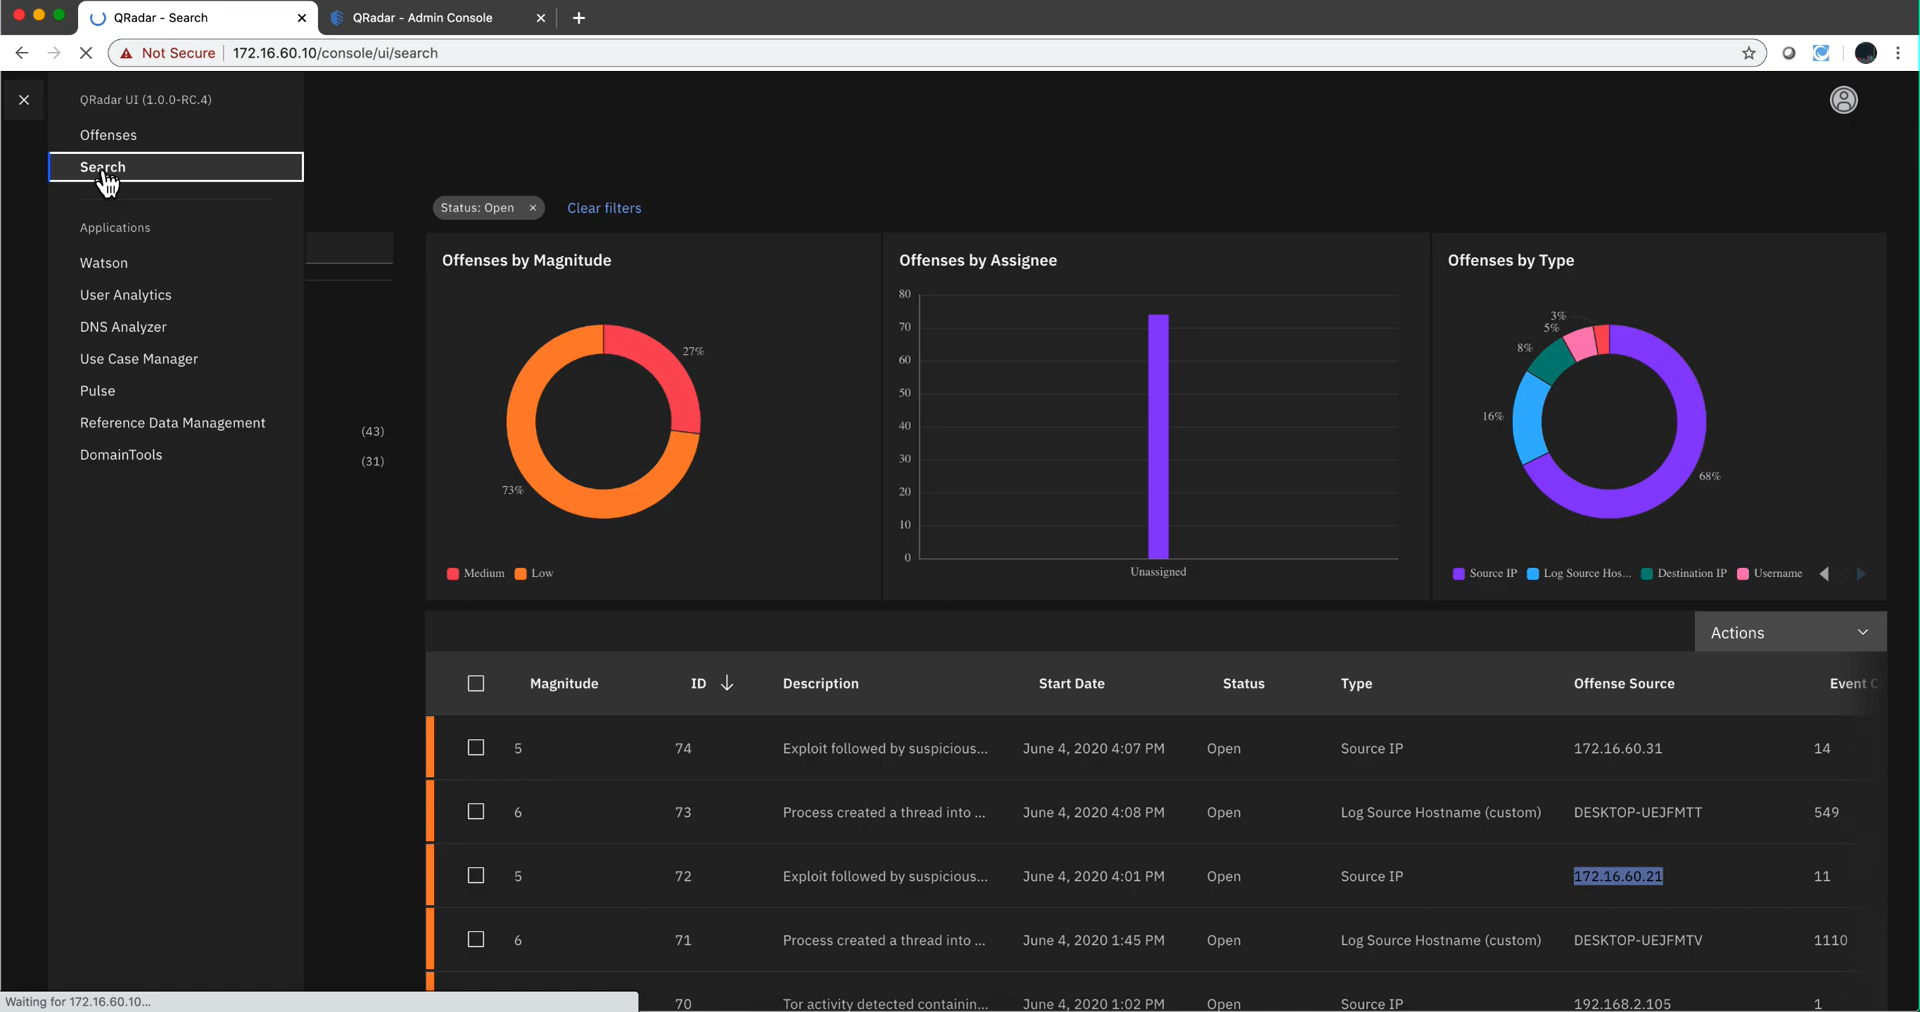 QRadar - Search
QRadar - Admin Console
Not Secure 172.16.60.10/console/ui/search
QRadar UI (1.0.0-RC.4)
Offenses
Search
Applications
Watson
User Analytics
DNS Analyzer
Use Case Manager
Pulse
Reference Data Management
DomainTools
(43)
(31)
Status: Open ×
Clear filters
Offenses by Magnitude
27%
73%
Medium Low
Offenses by Assignee
80
70
60
50
40
30
20
10
0
Unassigned
Offenses by Type
3%
5%
8%
16%
68%
Source IP Log Source Hos... Destination IP Username
Actions
Magnitude ID Description Start Date Status Type Offense Source Event C
5 74 Exploit followed by suspicious... June 4, 2020 4:07 PM Open Source IP 172.16.60.31 14
6 73 Process created a thread into ... June 4, 2020 4:08 PM Open Log Source Hostname (custom) DESKTOP-UEJFMTT 549
5 72 Exploit followed by suspicious... June 4, 2020 4:01 PM Open Source IP 172.16.60.21 11
6 71 Process created a thread into ... June 4, 2020 1:45 PM Open Log Source Hostname (custom) DESKTOP-UEJFMTV 1110
70 Tor activity detected containin... June 4, 2020 1:02 PM Open Source IP 192.168.2.105 1
Waiting for 172.16.60.10...